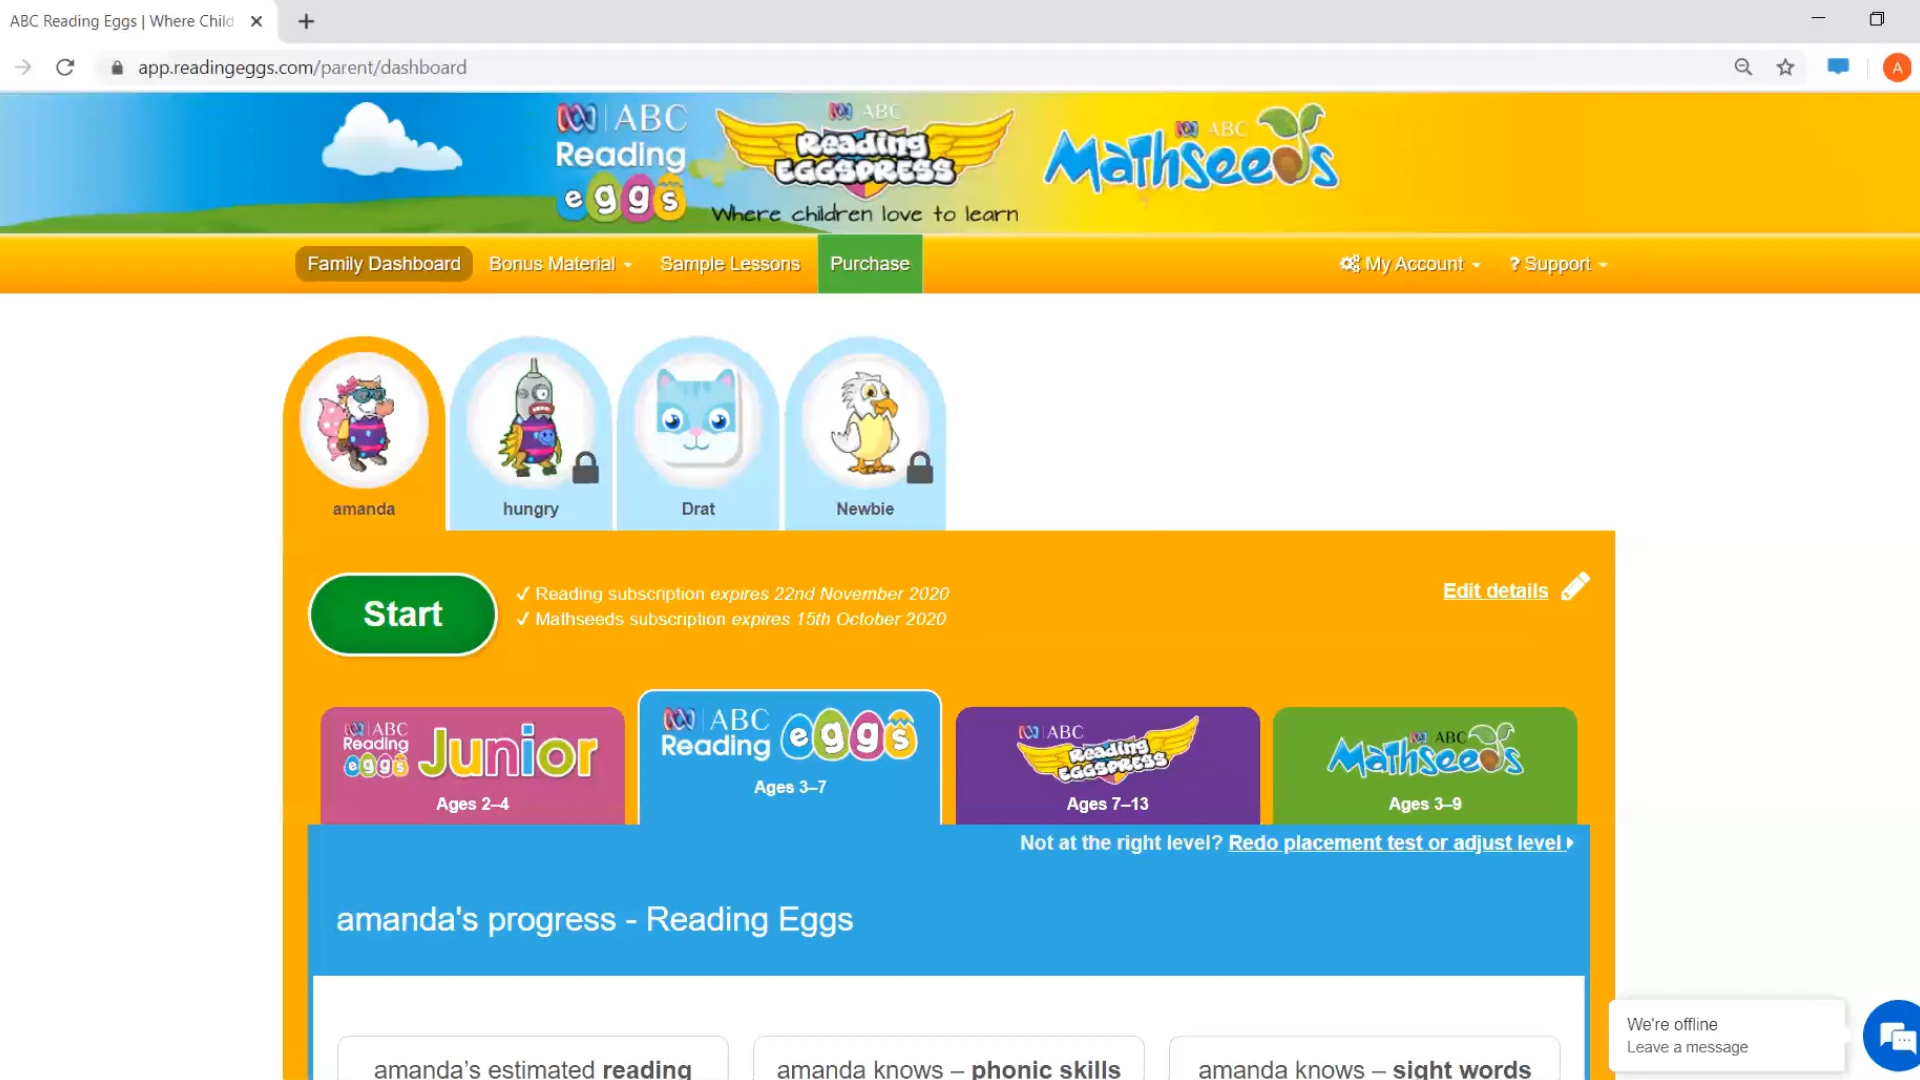 ABC Reading Eggs | Where Child
app.readingeggs.com/parent/dashboard
A
ABC
Reading
eggs
ABC
Reading
EGGSPRESS
ABC
Mathseeds
Where children love to learn
Family Dashboard
Bonus Material
Sample Lessons
Purchase
My Account
? Support
amanda
hungry
Drat
Newbie
Start
✓ Reading subscription expires 22nd November 2020
✓ Mathseeds subscription expires 15th October 2020
Edit details
ABC
Reading
eggs
Junior
Ages 2–4
ABC
Reading
eggs
Ages 3–7
ABC
Reading
EGGSPRESS
Ages 7–13
ABC
Mathseeds
Ages 3–9
Not at the right level? Redo placement test or adjust level
amanda's progress - Reading Eggs
amanda's estimated reading
amanda knows – phonic skills
amanda knows – sight words
We're offline
Leave a message